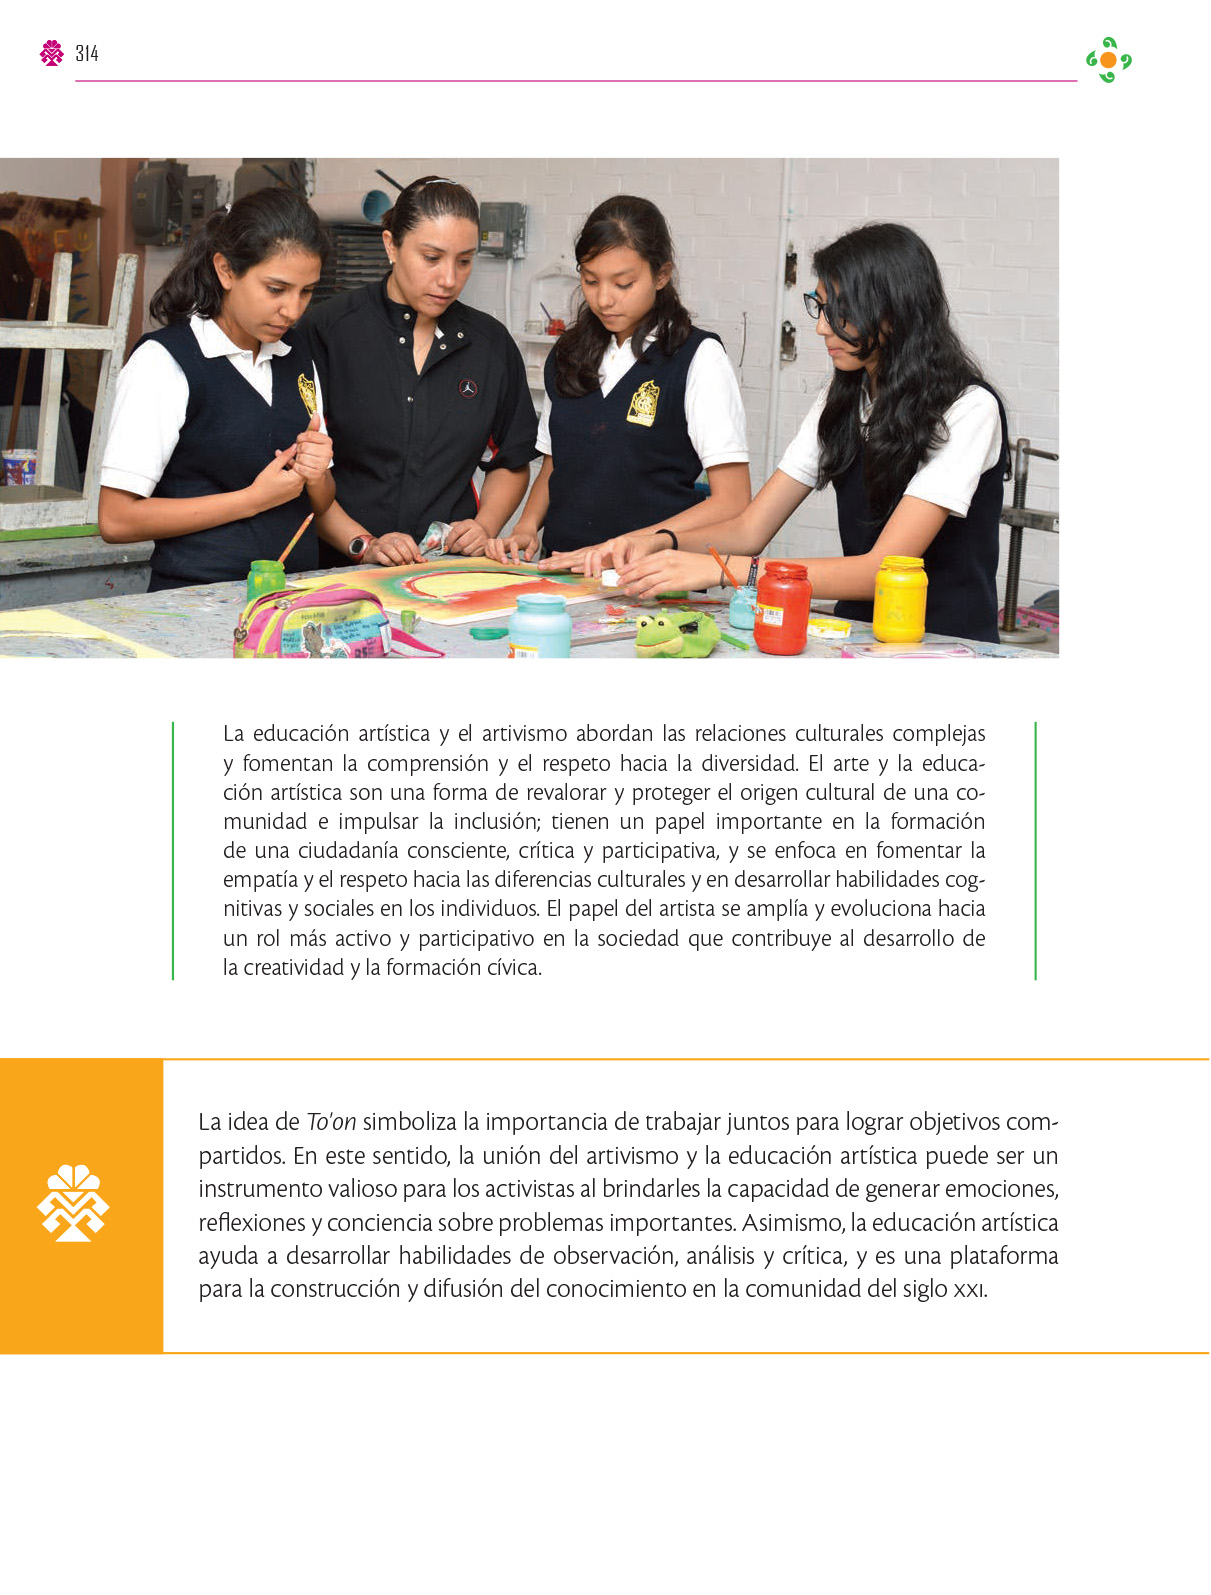 314
La educación artística y el artivismo abordan las relaciones culturales complejas
y fomentan la comprensión y el respeto hacia la diversidad. El arte y la educa-
ción artística son una forma de revalorar y proteger el origen cultural de una co-
munidad e impulsar la inclusión; tienen un papel importante en la formación
de una ciudadanía consciente, crítica y participativa, y se enfoca en fomentar la
empatía y el respeto hacia las diferencias culturales y en desarrollar habilidades cog-
nitivas y sociales en los individuos. El papel del artista se amplía y evoluciona hacia
un rol más activo y participativo en la sociedad que contribuye al desarrollo de
la creatividad y la formación cívica.
La idea de To'on simboliza la importancia de trabajar juntos para lograr objetivos com-
partidos. En este sentido, la unión del artivismo y la educación artística puede ser un
instrumento valioso para los activistas al brindarles la capacidad de generar emociones,
reflexiones y conciencia sobre problemas importantes. Asimismo, la educación artística
ayuda a desarrollar habilidades de observación, análisis y crítica, y es una plataforma
para la construcción y difusión del conocimiento en la comunidad del siglo XXI.